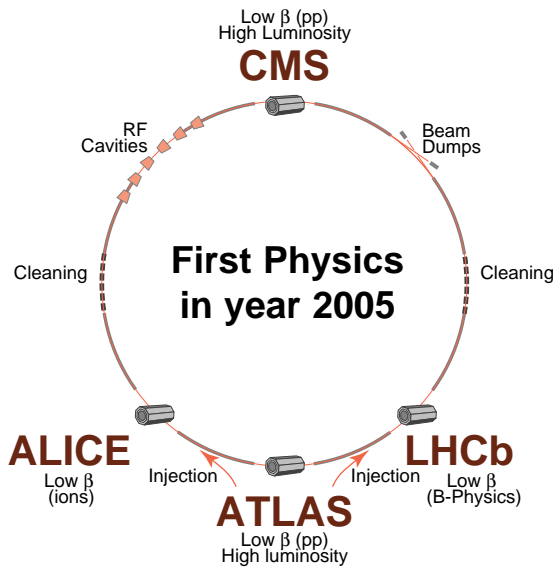 Low β (pp)
High Luminosity
CMS
RF
Cavities
Beam
Dumps
Cleaning
First Physics
in year 2005
Cleaning
ALICE
Low β
(ions)
Injection
ATLAS
Low β (pp)
High luminosity
Injection
LHCb
Low β
(B-Physics)